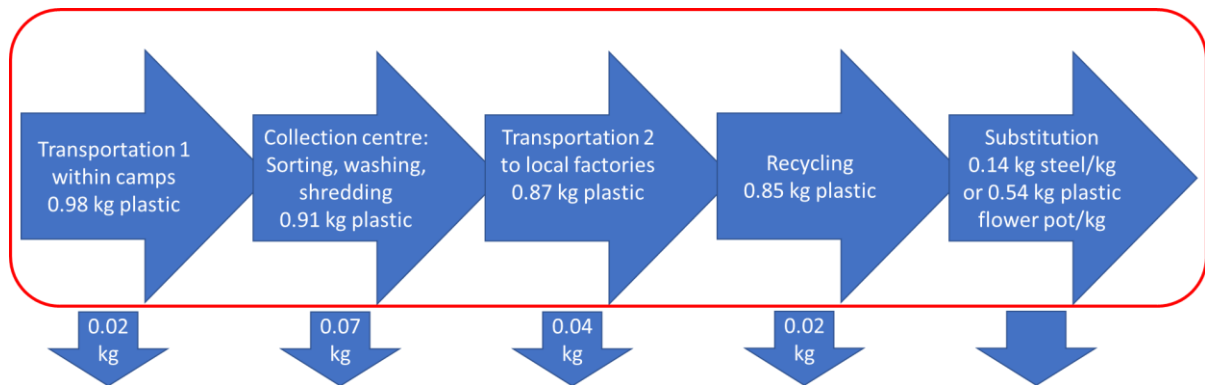 Transportation 1
within camps
0.98 kg plastic
Collection centre:
Sorting, washing,
shredding
0.91 kg plastic
Transportation 2
to local factories
0.87 kg plastic
Recycling
0.85 kg plastic
Substitution
0.14 kg steel/kg
or 0.54 kg plastic
flower pot/kg
0.02
kg
0.07
kg
0.04
kg
0.02
kg